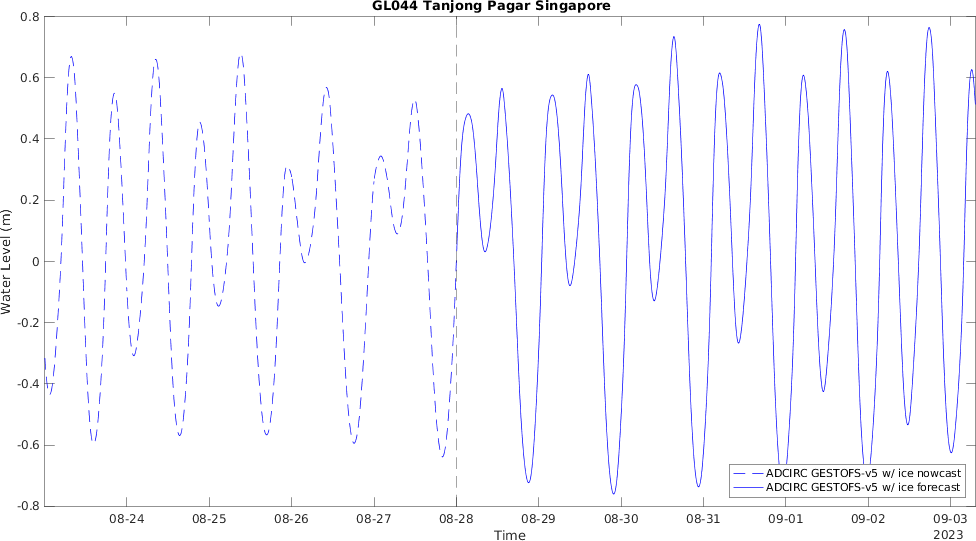 GL044 Tanjong Pagar Singapore
0.8
0.6
0.4
0.2
0
-0.2
-0.4
-0.6
-0.8
Water Level (m)
ADCIRC GESTOFS-v5 w/ ice nowcast
ADCIRC GESTOFS-v5 w/ ice forecast
08-24 08-25 08-26 08-27 08-28 08-29 08-30 08-31 09-01 09-02 09-03
Time 2023